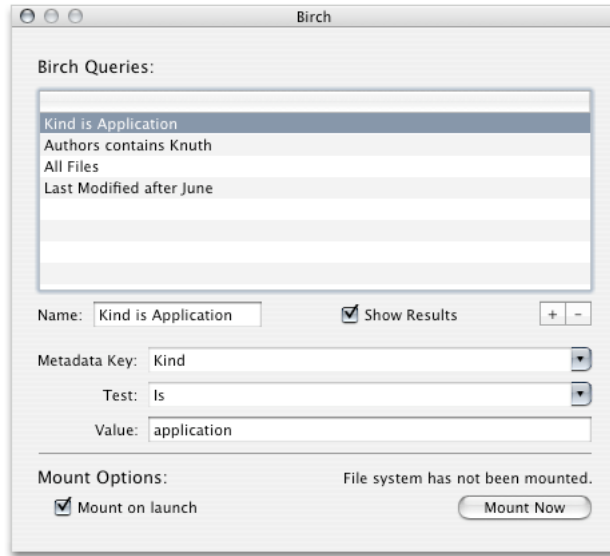 Birch
Birch Queries:
Kind is Application
Authors contains Knuth
All Files
Last Modified after June
Name: Kind is Application Show Results + -
Metadata Key: Kind
Test: Is
Value: application
Mount Options: File system has not been mounted.
Mount on launch Mount Now